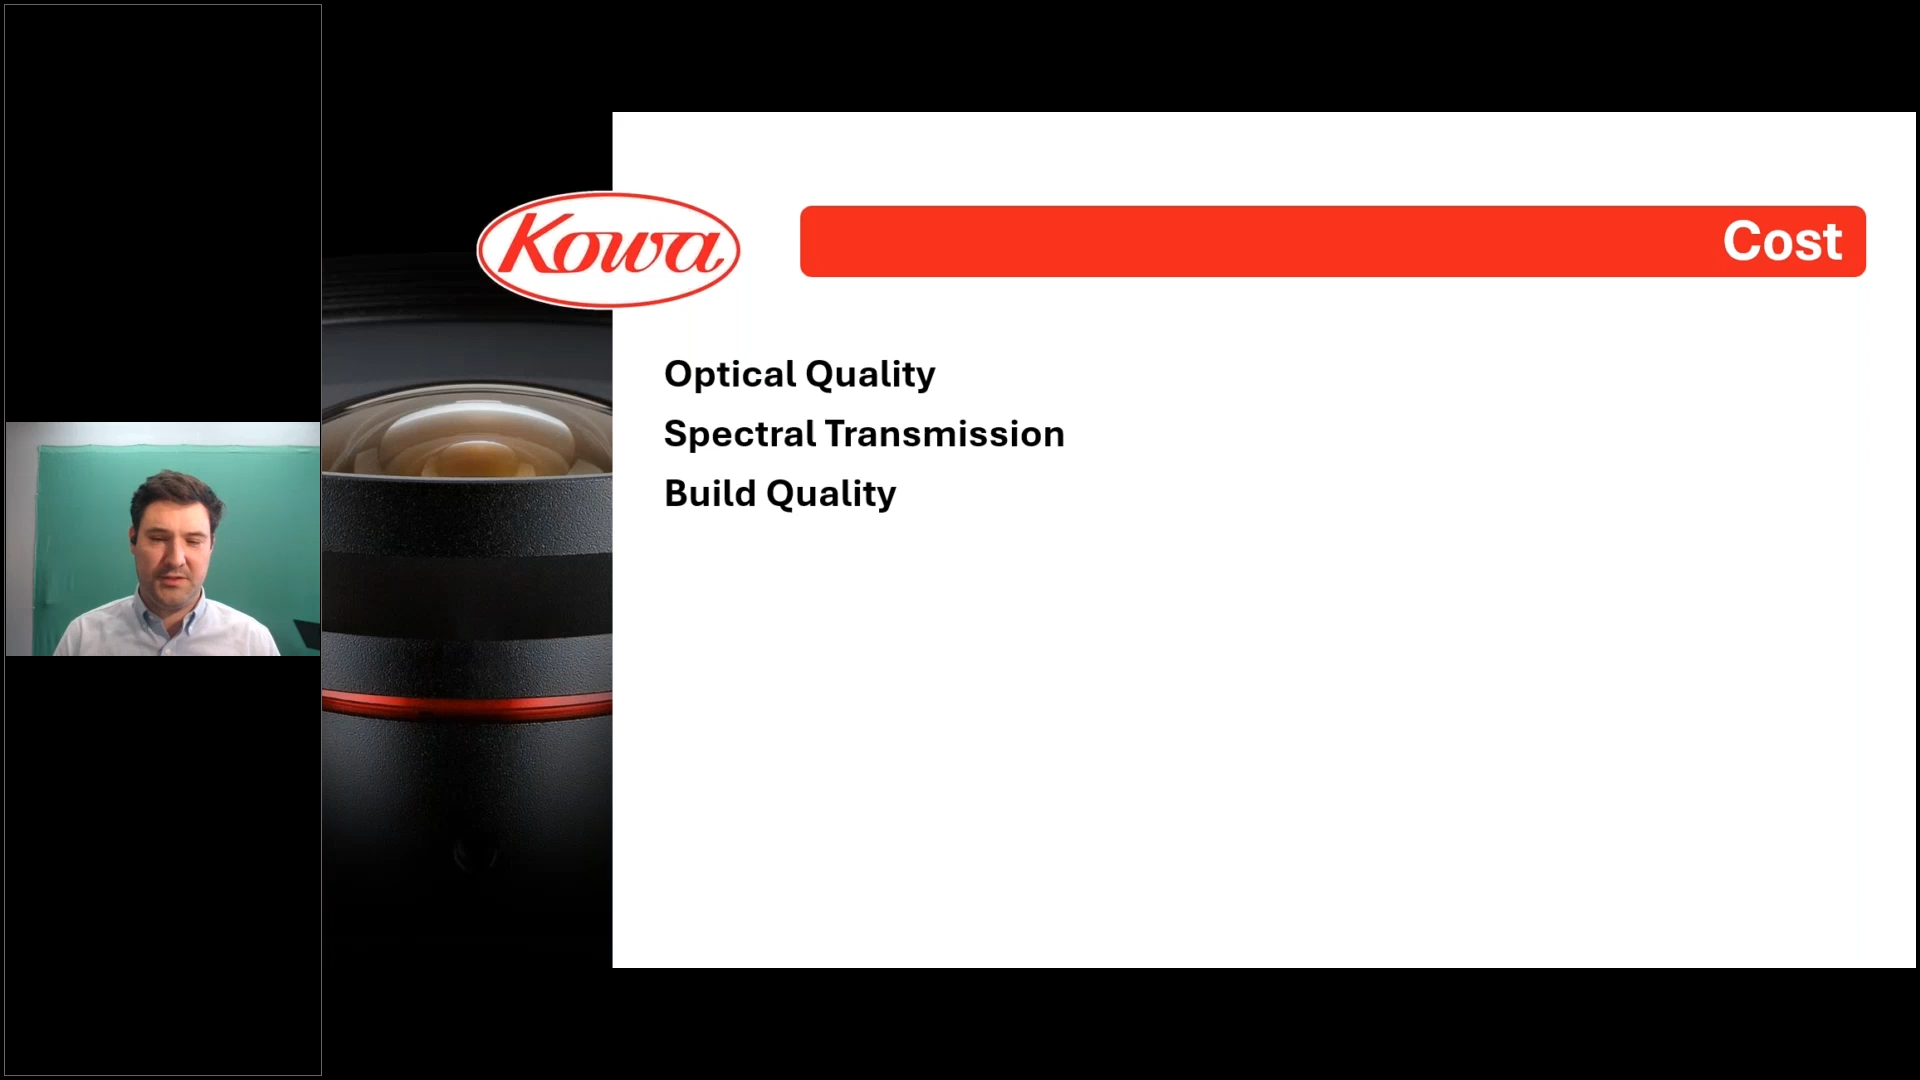 Kowa
Cost
Optical Quality
Spectral Transmission
Build Quality